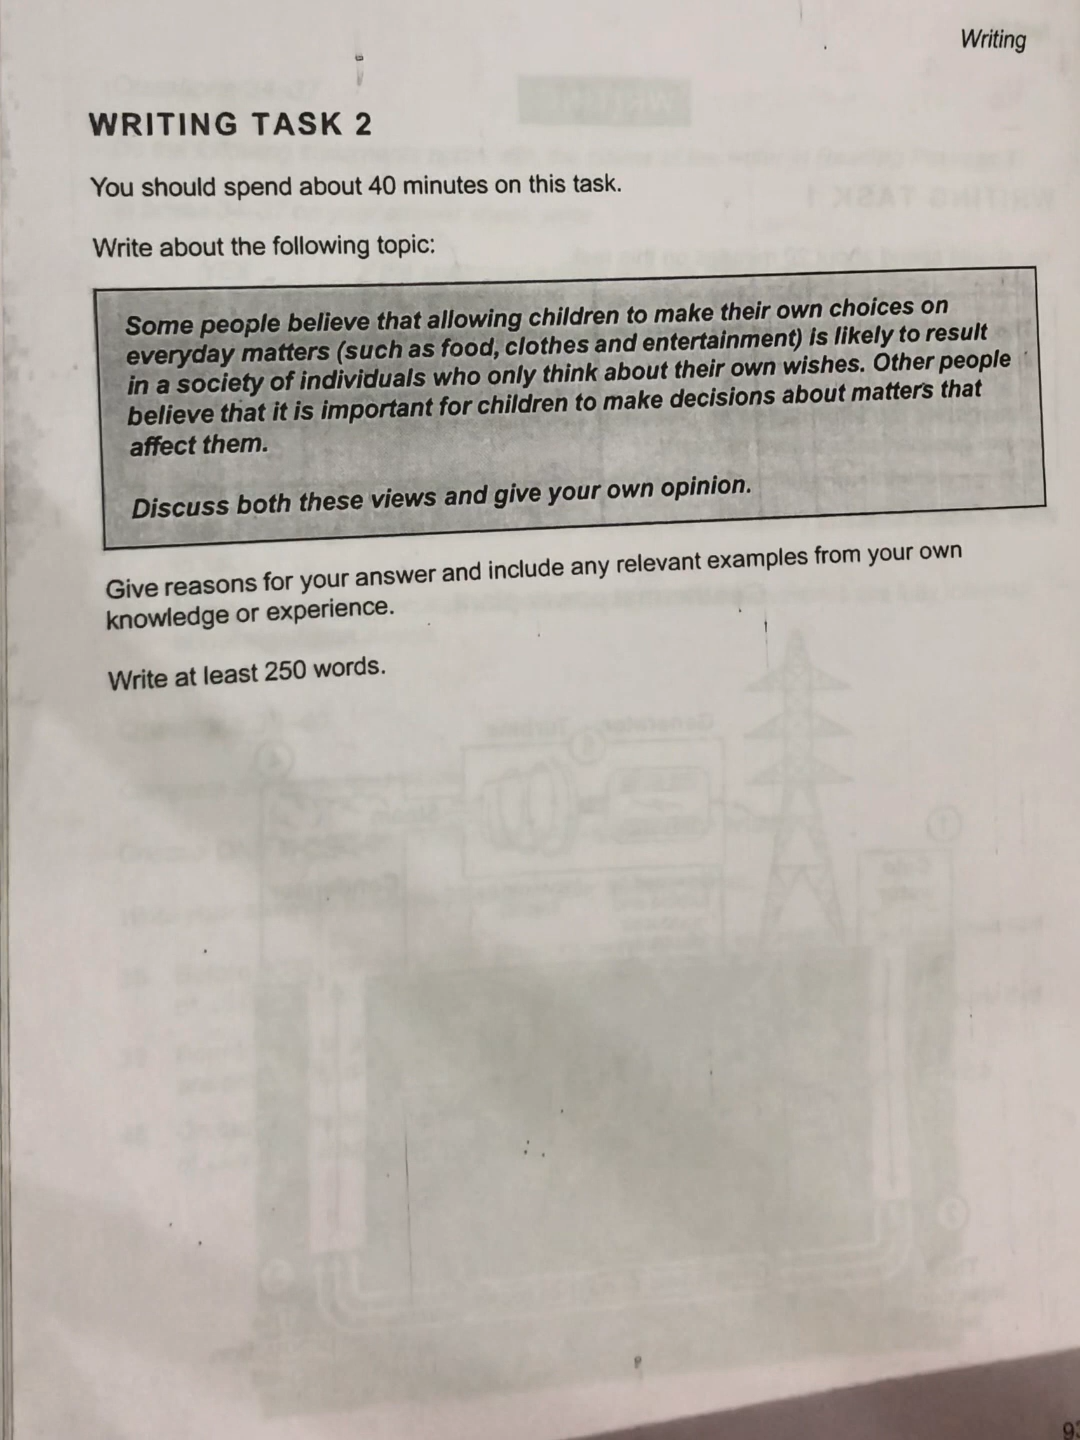 Writing
WRITING TASK 2
You should spend about 40 minutes on this task.
Write about the following topic:
Some people believe that allowing children to make their own choices on
everyday matters (such as food, clothes and entertainment) is likely to result
in a society of individuals who only think about their own wishes. Other people
believe that it is important for children to make decisions about matters that
affect them.
Discuss both these views and give your own opinion.
Give reasons for your answer and include any relevant examples from your own
knowledge or experience.
Write at least 250 words.